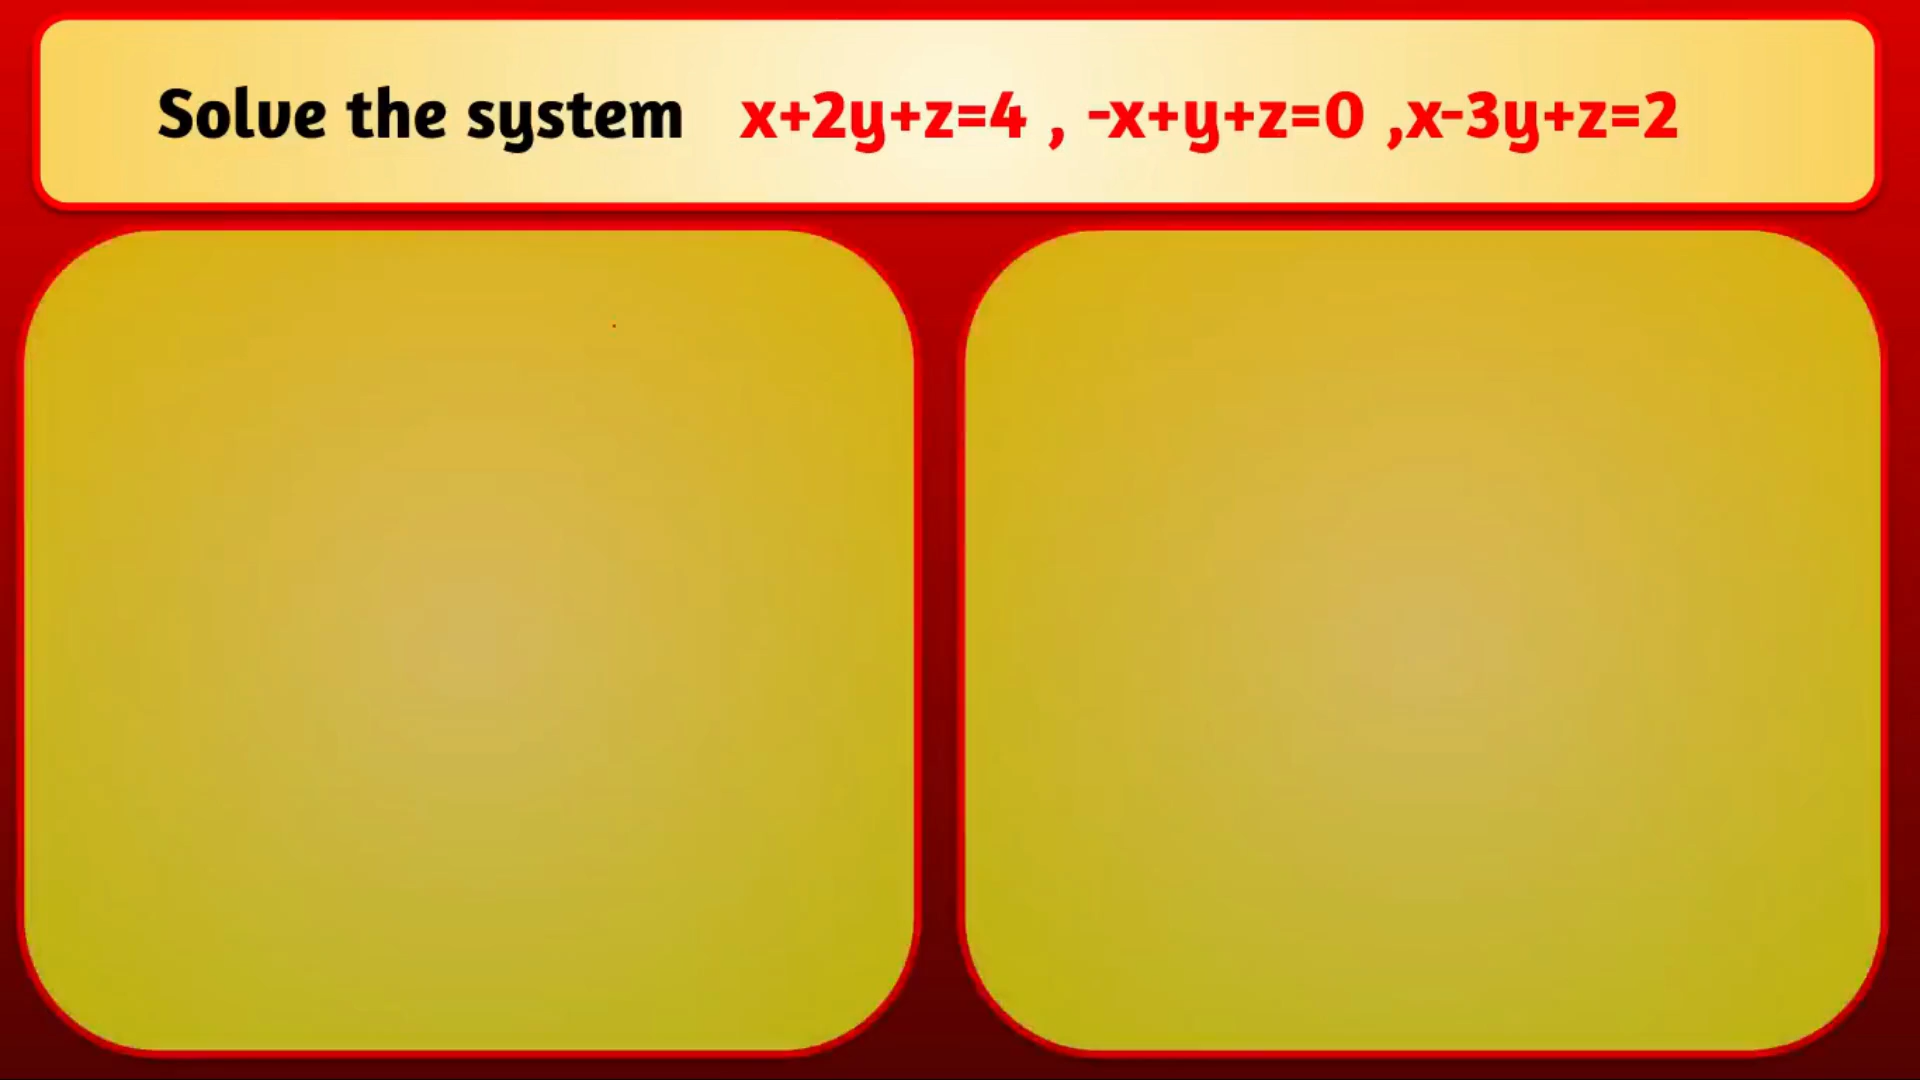 Solve the system x+2y+z=4 , -x+y+z=0 ,x-3y+z=2